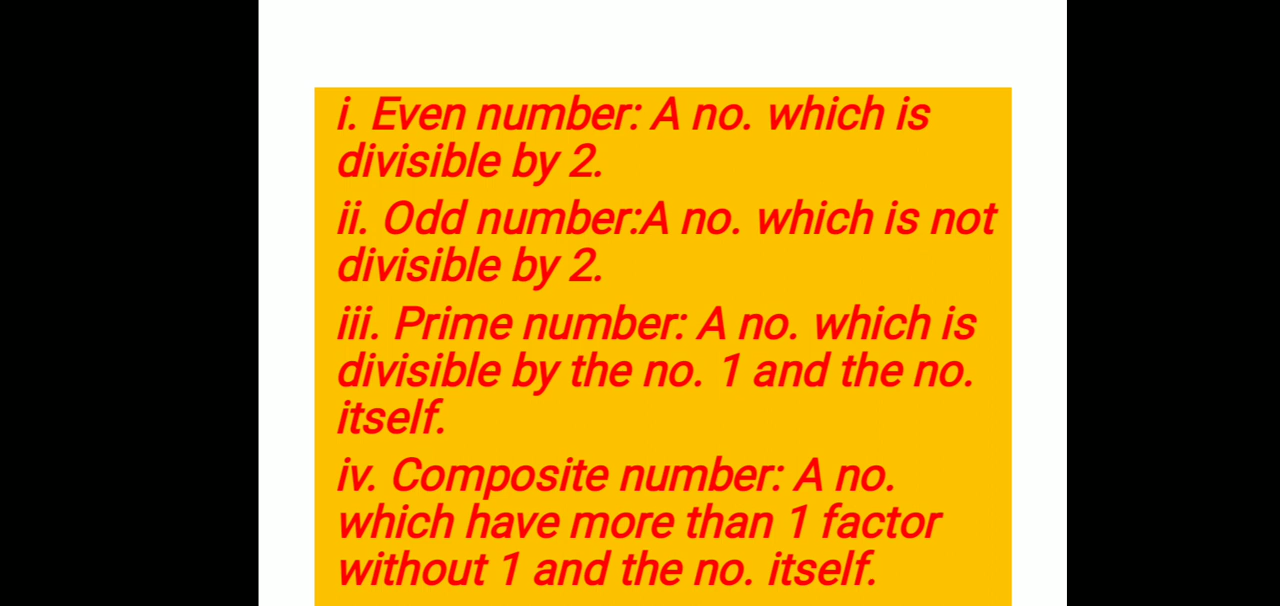 i. Even number: A no. which is
divisible by 2.
ii. Odd number:A no. which is not
divisible by 2.
iii. Prime number: A no. which is
divisible by the no. 1 and the no.
itself.
iv. Composite number: A no.
which have more than 1 factor
without 1 and the no. itself.